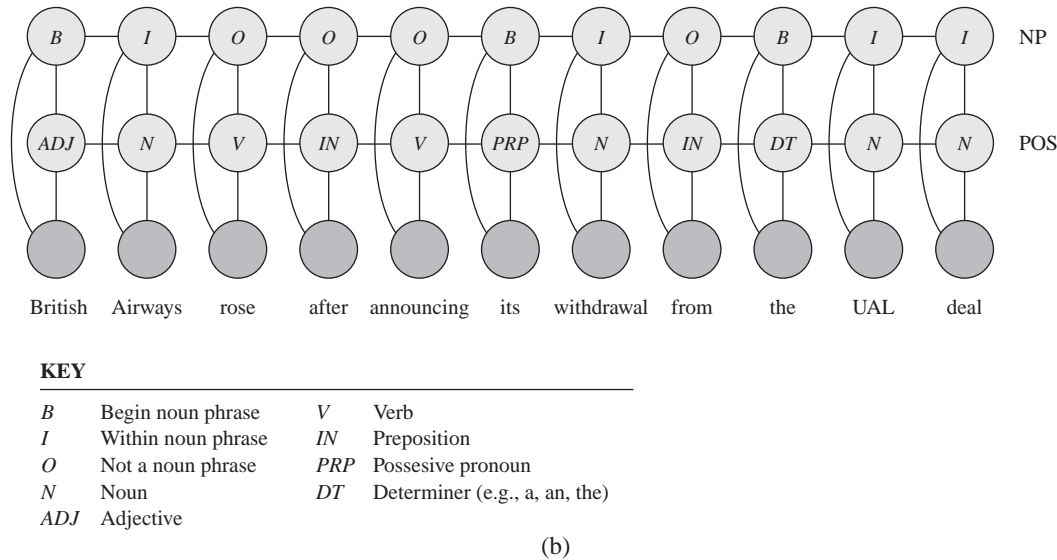 B I O O O B I O B I I NP
ADJ N V IN V PRP N IN DT N N POS
British Airways rose after announcing its withdrawal from the UAL deal
KEY
B Begin noun phrase V Verb
I Within noun phrase IN Preposition
O Not a noun phrase PRP Possesive pronoun
N Noun DT Determiner (e.g., a, an, the)
ADJ Adjective
(b)